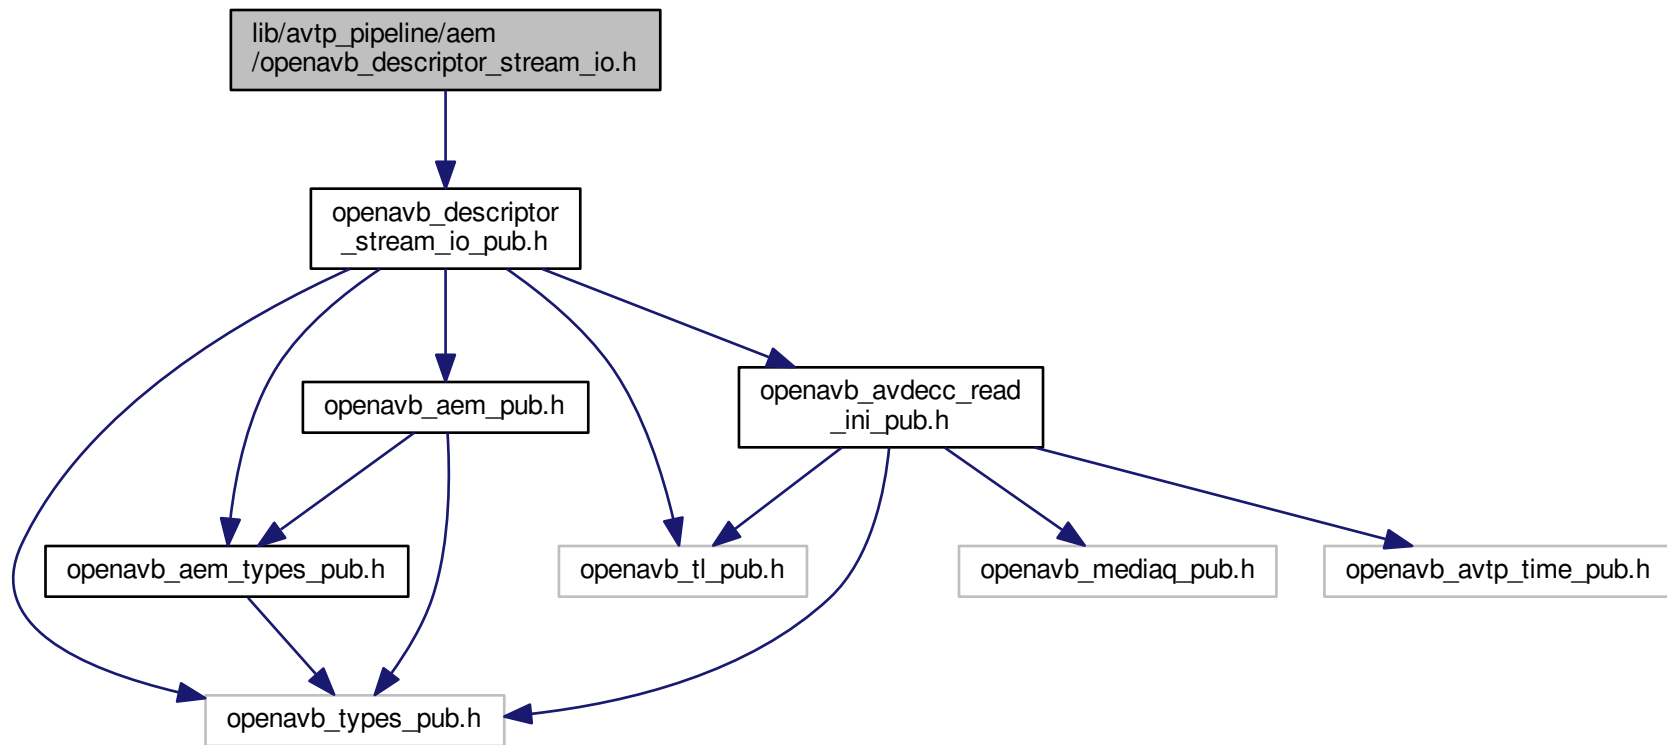 lib/avtp_pipeline/aem
/openavb_descriptor_stream_io.h
openavb_descriptor
_stream_io_pub.h
openavb_aem_pub.h
openavb_avdecc_read
_ini_pub.h
openavb_aem_types_pub.h
openavb_tl_pub.h
openavb_mediaq_pub.h
openavb_avtp_time_pub.h
openavb_types_pub.h